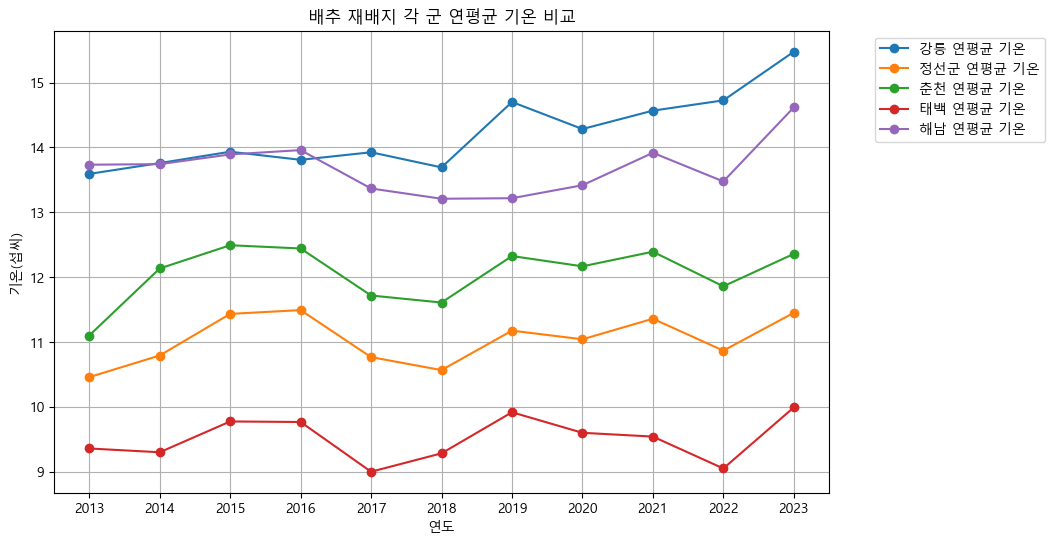 배추 재배지 각 군 연평균 기온 비교
강릉 연평균 기온
정선군 연평균 기온
춘천 연평균 기온
태백 연평균 기온
해남 연평균 기온
기온(섭씨)
15
14
13
12
11
10
9
2013 2014 2015 2016 2017 2018 2019 2020 2021 2022 2023
연도